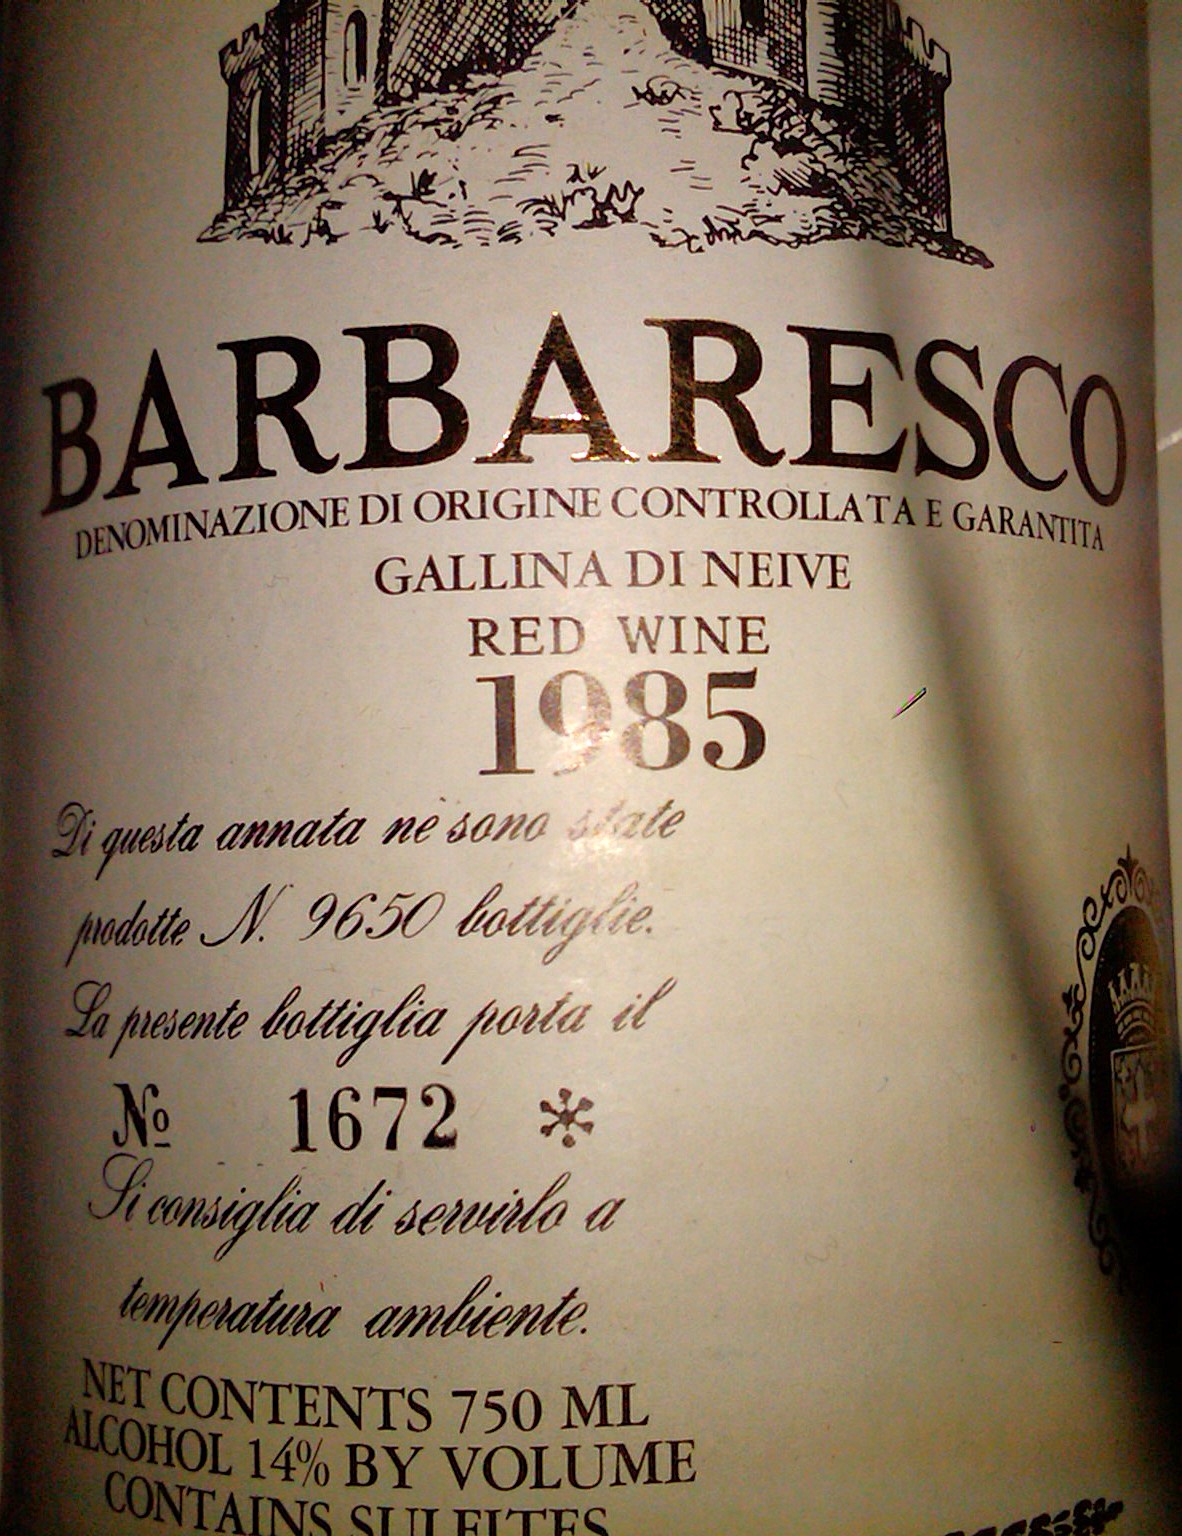 BARBARESCO
DENOMINAZIONE DI ORIGINE CONTROLLATA E GARANTITA
GALLINA DI NEIVE
RED WINE
1985
Di questa annata ne sono state
prodotte N. 9650 bottiglie.
La presente bottiglia porta il
No 1672 *
Si consiglia di servirlo a
temperatura ambiente.
NET CONTENTS 750 ML
ALCOHOL 14% BY VOLUME
CONTAINS SULFITES